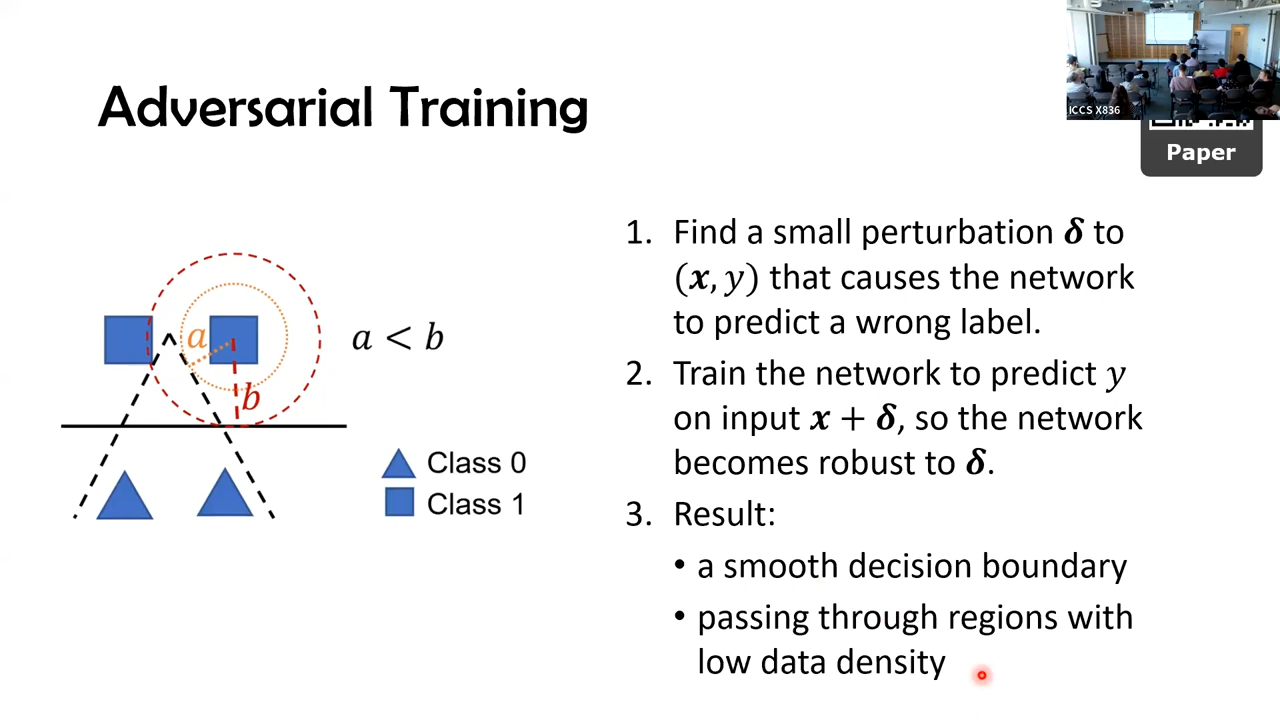 Adversarial Training
ICCS X836
Paper
a
b
a < b
Class 0
Class 1
1. Find a small perturbation δ to
(x, y) that causes the network
to predict a wrong label.
2. Train the network to predict y
on input x + δ, so the network
becomes robust to δ.
3. Result:
• a smooth decision boundary
• passing through regions with
low data density